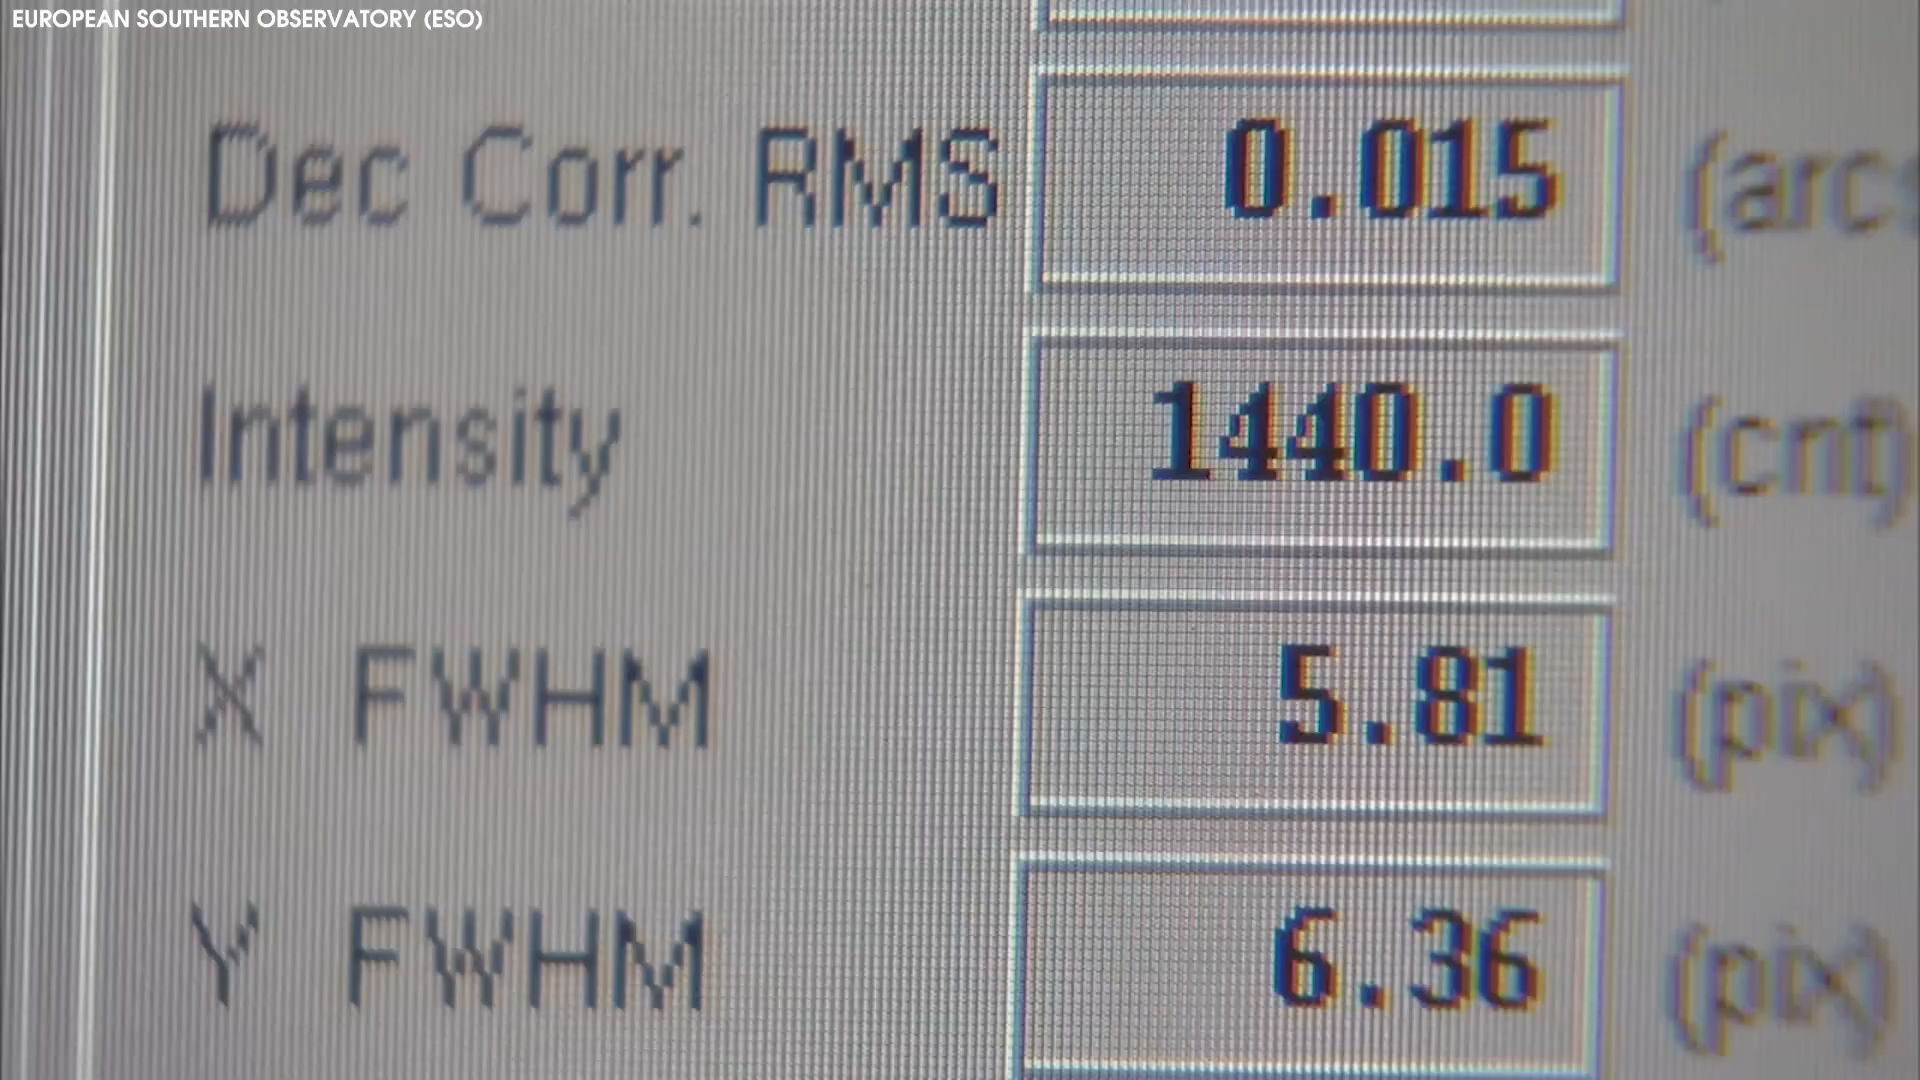 EUROPEAN SOUTHERN OBSERVATORY (ESO)
Dec Corr. RMS 0.015
Intensity 1440.0 (cnt)
X FWHM 5.81 (pix)
Y FWHM 6.36 (pix)